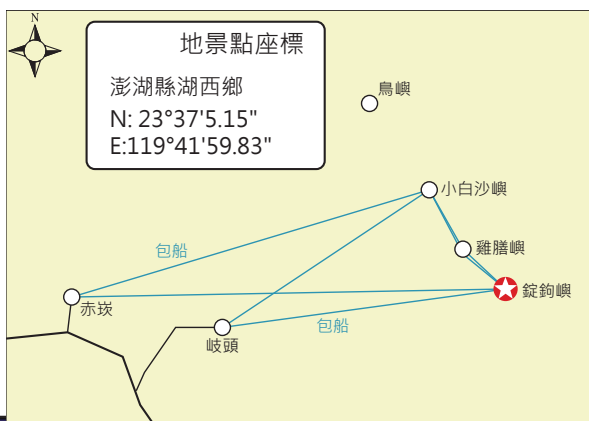 N
地景點座標
澎湖縣湖西鄉
N: 23°37'5.15"
E:119°41'59.83"
鳥嶼
小白沙嶼
雞膳嶼
包船
錠鉤嶼
赤崁
包船
岐頭